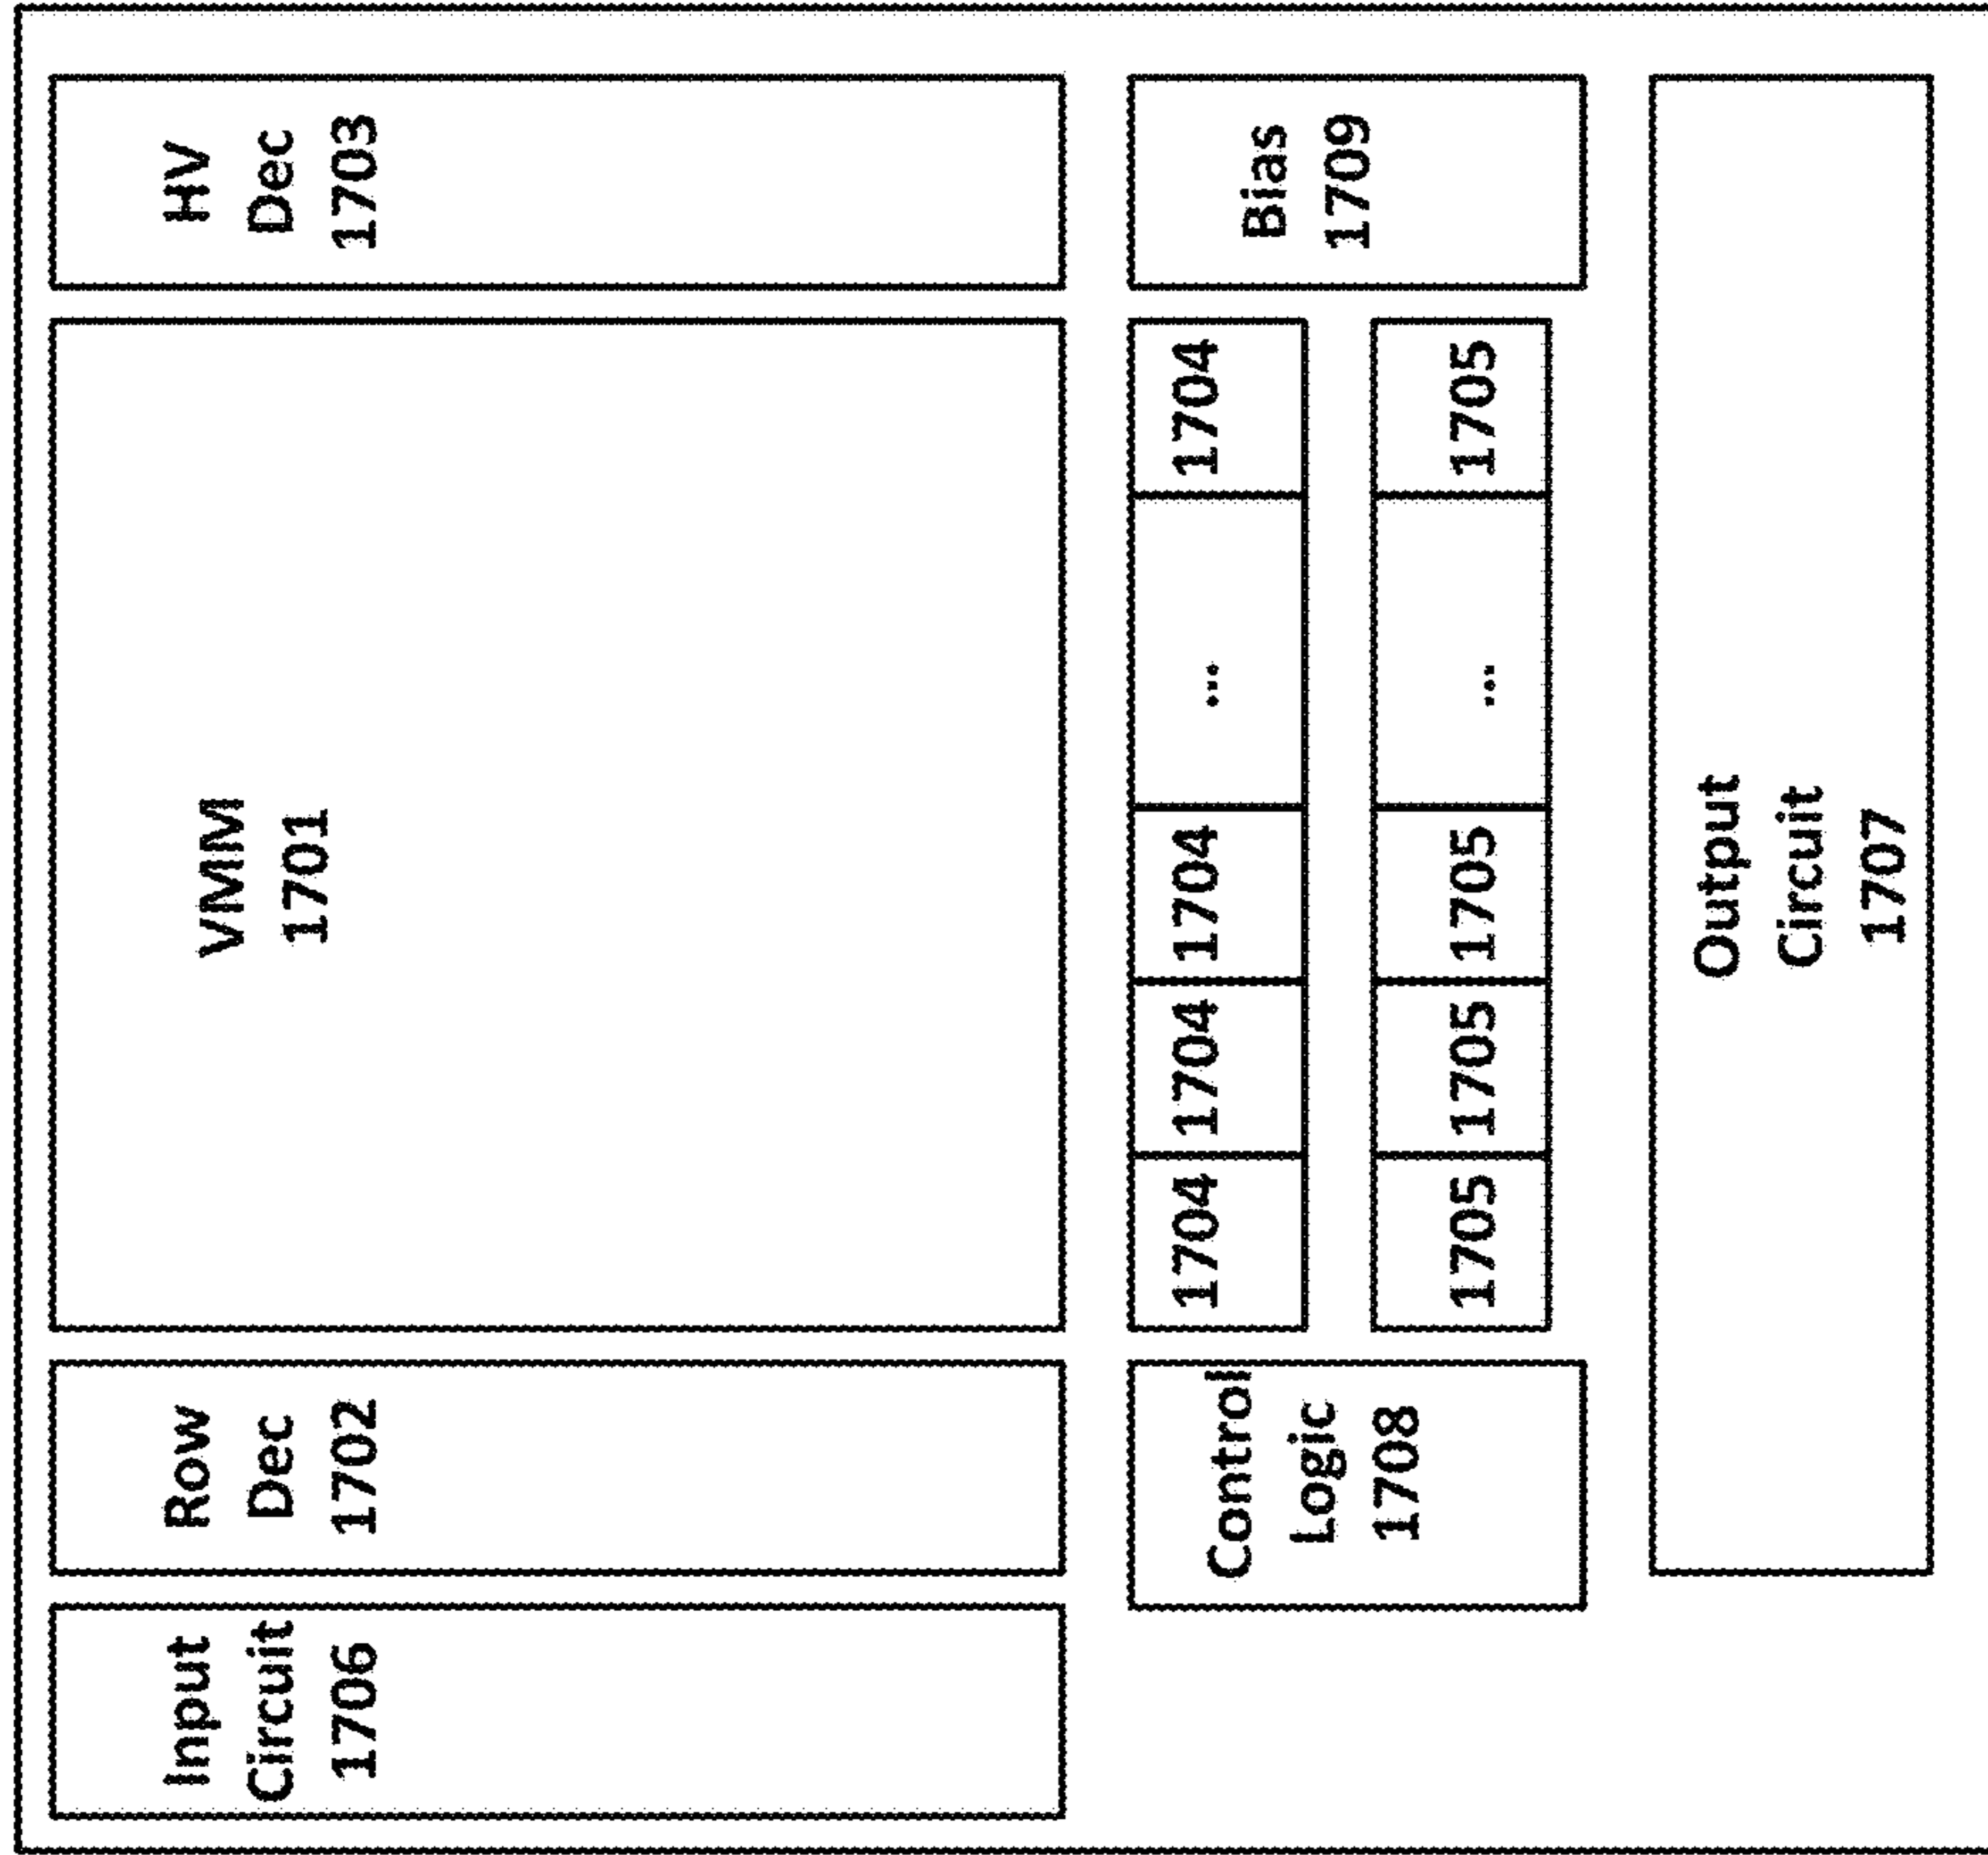 Input
Circuit
1706
Row
Dec
1702
VMM
1701
HV
Dec
1703
Control
Logic
1708
1704
1704
1704
...
1704
1705
1705
1705
...
1705
Bias
1709
Output
Circuit
1707